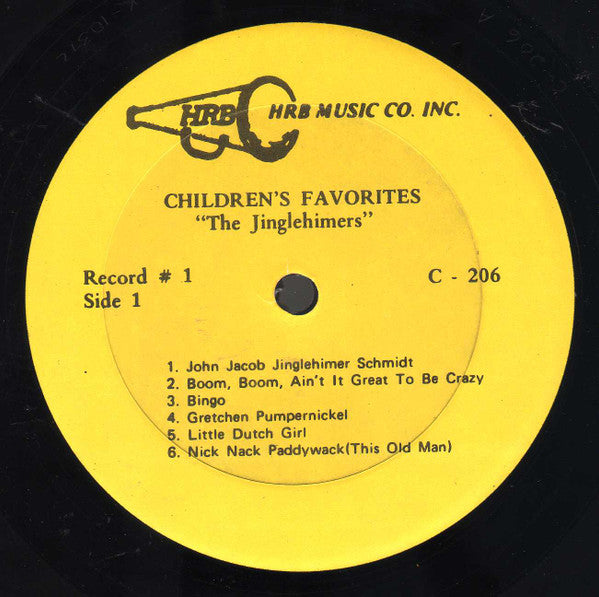 HRB HRB MUSIC CO. INC.
CHILDREN'S FAVORITES
"The Jinglehimers"
Record # 1 C - 206
Side 1
1. John Jacob Jinglehimer Schmidt
2. Boom, Boom, Ain't It Great To Be Crazy
3. Bingo
4. Gretchen Pumpernickel
5. Little Dutch Girl
6. Nick Nack Paddywack(This Old Man)